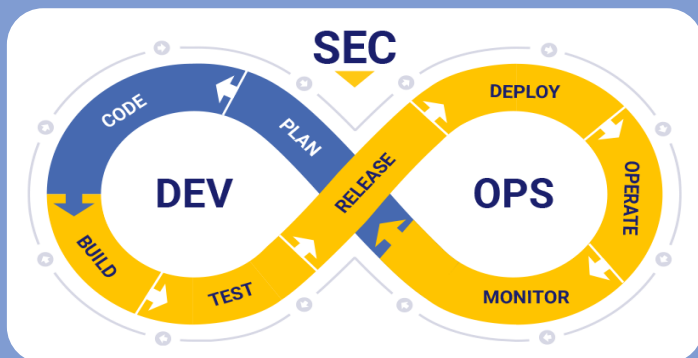 SEC
CODE
PLAN
DEPLOY
DEV
RELEASE
OPS
OPERATE
BUILD
TEST
MONITOR